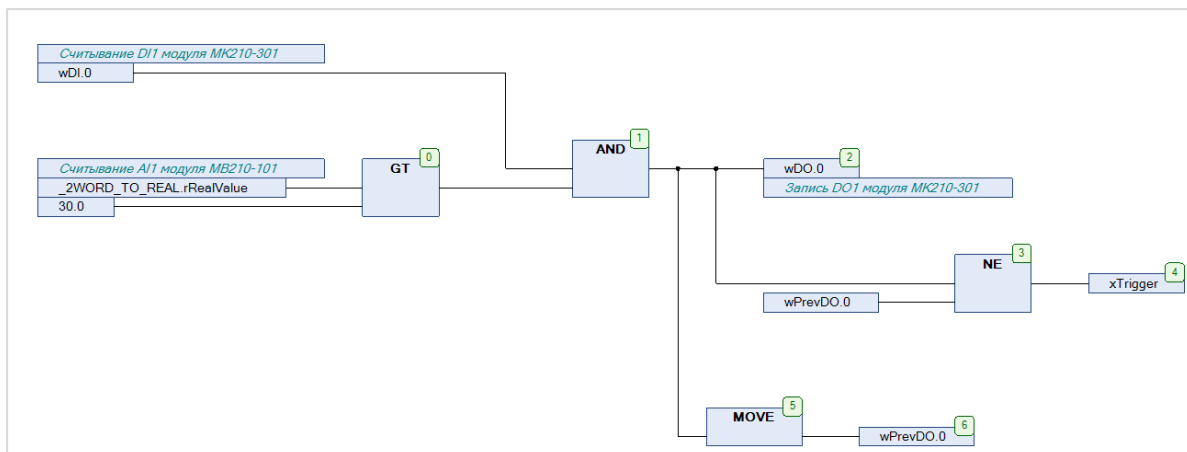 Считывание DI1 модуля МК210-301
wDI.0
1
AND
Считывание AI1 модуля МВ210-101
0
GT
2
wDO.0
_2WORD_TO_REAL.rRealValue
Запись DO1 модуля МК210-301
30.0
3
NE
4
xTrigger
wPrevDO.0
5
MOVE
6
wPrevDO.0